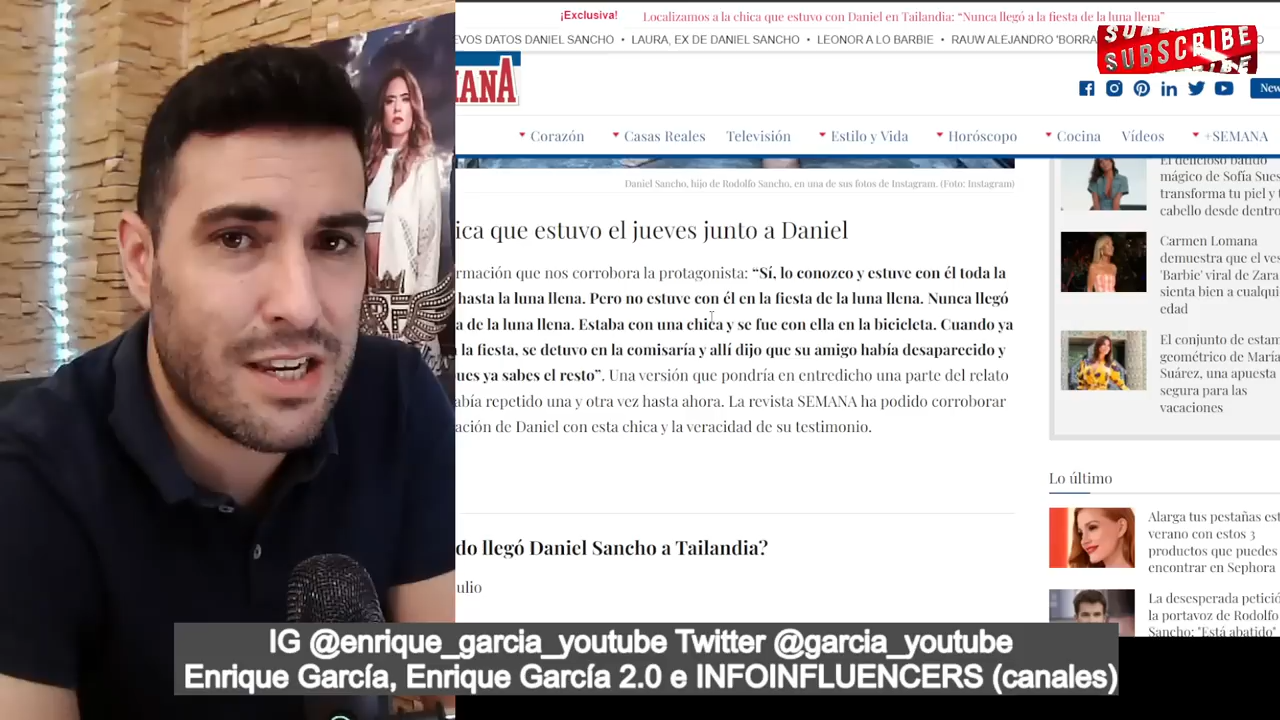 ¡Exclusiva! Localizamos a la chica que estuvo con Daniel en Tailandia: “Nunca llegó a la fiesta de la luna llena”
EVOS DATOS DANIEL SANCHO • LAURA, EX DE DANIEL SANCHO • LEONOR A LO BARBIE • RAUW ALEJANDRO 'BORRA
SUBSCRIBE
SUBSCRIBE
SUBSCRIBE
ANA
New
Corazón Casas Reales Televisión Estilo y Vida Horóscopo Cocina Vídeos +SEMANA
Daniel Sancho, hijo de Rodolfo Sancho, en una de sus fotos de Instagram. (Foto: Instagram)
ica que estuvo el jueves junto a Daniel
rmación que nos corrobora la protagonista: “Sí, lo conozco y estuve con él toda la
hasta la luna llena. Pero no estuve con él en la fiesta de la luna llena. Nunca llegó
a de la luna llena. Estaba con una chica y se fue con ella en la bicicleta. Cuando ya
la fiesta, se detuvo en la comisaría y allí dijo que su amigo había desaparecido y
ues ya sabes el resto”. Una versión que pondría en entredicho una parte del relato
abía repetido una y otra vez hasta ahora. La revista SEMANA ha podido corroborar
ación de Daniel con esta chica y la veracidad de su testimonio.
do llegó Daniel Sancho a Tailandia?
ulio
El delicioso batido
mágico de Sofía Sues
transforma tu piel y t
cabello desde dentro
Carmen Lomana
demuestra que el ves
'Barbie' viral de Zara
sienta bien a cualqui
edad
El conjunto de estam
geométrico de María
Suárez, una apuesta
segura para las
vacaciones
Lo último
Alarga tus pestañas est
verano con estos 3
productos que puedes
encontrar en Sephora
La desesperada petició
la portavoz de Rodolfo
Sancho: "Está abatido"
RF
IG @enrique_garcia_youtube Twitter @garcia_youtube
Enrique García, Enrique García 2.0 e INFOINFLUENCERS (canales)